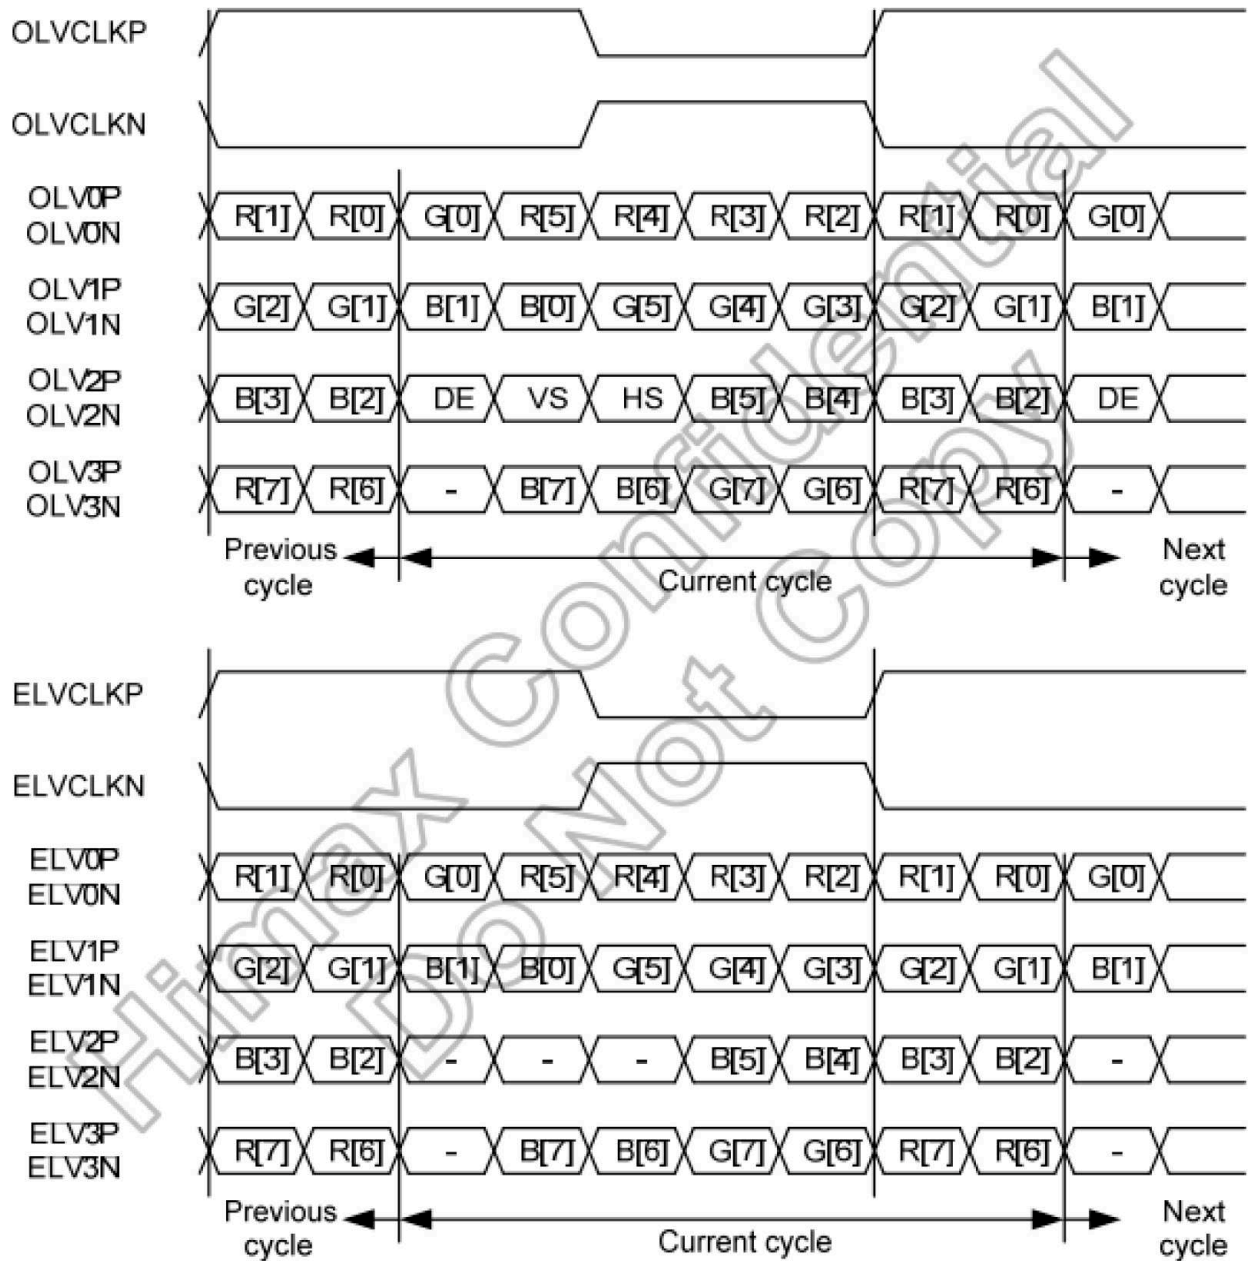 OLVCLKP
OLVCLKN
OLV0P
OLV0N
R[1] R[0] G[0] R[5] R[4] R[3] R[2] R[1] R[0] G[0]
OLV1P
OLV1N
G[2] G[1] B[1] B[0] G[5] G[4] G[3] G[2] G[1] B[1]
OLV2P
OLV2N
B[3] B[2] DE VS HS B[5] B[4] B[3] B[2] DE
OLV3P
OLV3N
R[7] R[6] - B[7] B[6] G[7] G[6] R[7] R[6] -
Previous
cycle
Current cycle
Next
cycle
ELVCLKP
ELVCLKN
ELV0P
ELV0N
R[1] R[0] G[0] R[5] R[4] R[3] R[2] R[1] R[0] G[0]
ELV1P
ELV1N
G[2] G[1] B[1] B[0] G[5] G[4] G[3] G[2] G[1] B[1]
ELV2P
ELV2N
B[3] B[2] - - - B[5] B[4] B[3] B[2] -
ELV3P
ELV3N
R[7] R[6] - B[7] B[6] G[7] G[6] R[7] R[6] -
Previous
cycle
Current cycle
Next
cycle
Himax Confidential
Do Not Copy